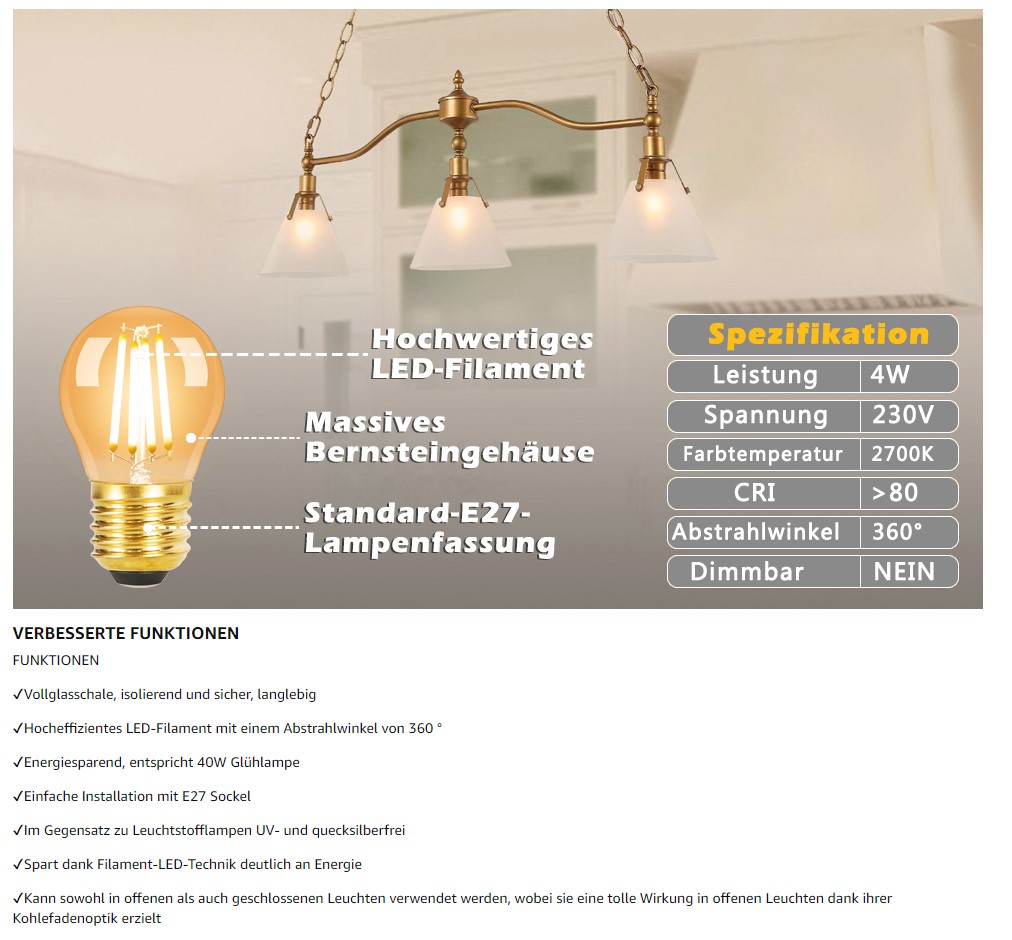 Hochwertiges
LED-Filament
Massives
Bernsteingehäuse
Standard-E27-
Lampenfassung
Spezifikation
Leistung 4W
Spannung 230V
Farbtemperatur 2700K
CRI >80
Abstrahlwinkel 360°
Dimmbar NEIN
VERBESSERTE FUNKTIONEN
FUNKTIONEN
✓Vollglasschale, isolierend und sicher, langlebig
✓Hocheffizientes LED-Filament mit einem Abstrahlwinkel von 360 °
✓Energiesparend, entspricht 40W Glühlampe
✓Einfache Installation mit E27 Sockel
✓Im Gegensatz zu Leuchtstofflampen UV- und quecksilberfrei
✓Spart dank Filament-LED-Technik deutlich an Energie
✓Kann sowohl in offenen als auch geschlossenen Leuchten verwendet werden, wobei sie eine tolle Wirkung in offenen Leuchten dank ihrer
Kohlefadenoptik erzielt